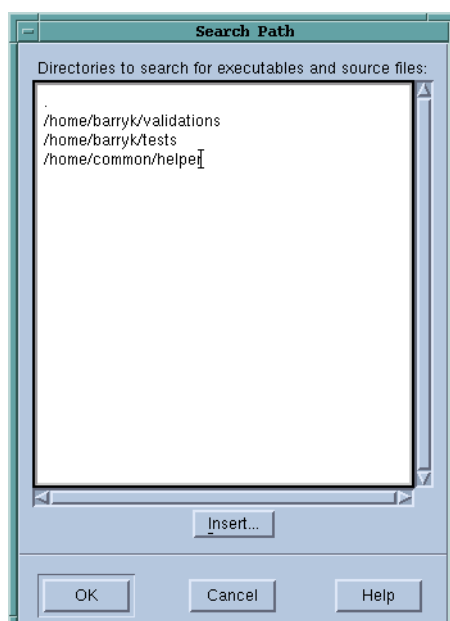 Search Path
Directories to search for executables and source files:
.
/home/barryk/validations
/home/barryk/tests
/home/common/helper
Insert...
OK
Cancel
Help